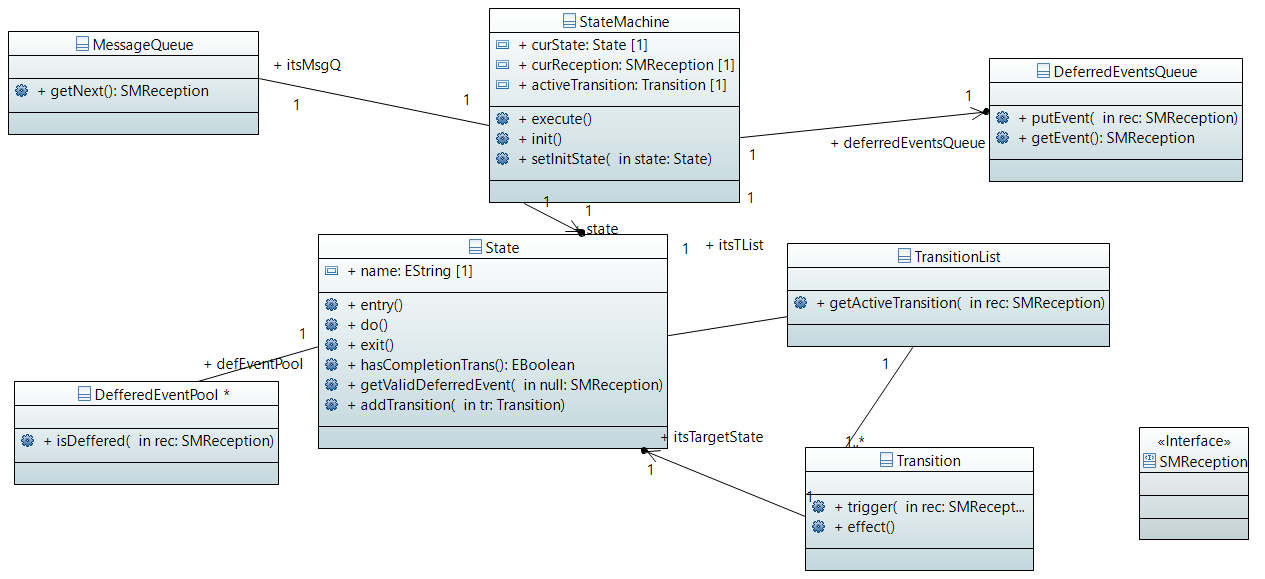 StateMachine
+ curState: State [1]
+ curReception: SMReception [1]
+ activeTransition: Transition [1]
+ execute()
+ init()
+ setInitState( in state: State)
MessageQueue
+ getNext(): SMReception
+ itsMsgQ
1
1
DeferredEventsQueue
+ putEvent( in rec: SMReception)
+ getEvent(): SMReception
1
+ deferredEventsQueue
1
1
1
1
state
State
+ name: EString [1]
+ entry()
+ do()
+ exit()
+ hasCompletionTrans(): EBoolean
+ getValidDeferredEvent( in null: SMReception)
+ addTransition( in tr: Transition)
1
+ itsTList
TransitionList
+ getActiveTransition( in rec: SMReception)
1
+ defEventPool
DefferedEventPool *
+ isDeffered( in rec: SMReception)
1
1..*
+ itsTargetState
1
1
Transition
+ trigger( in rec: SMRecept...
+ effect()
«Interface»
SMReception